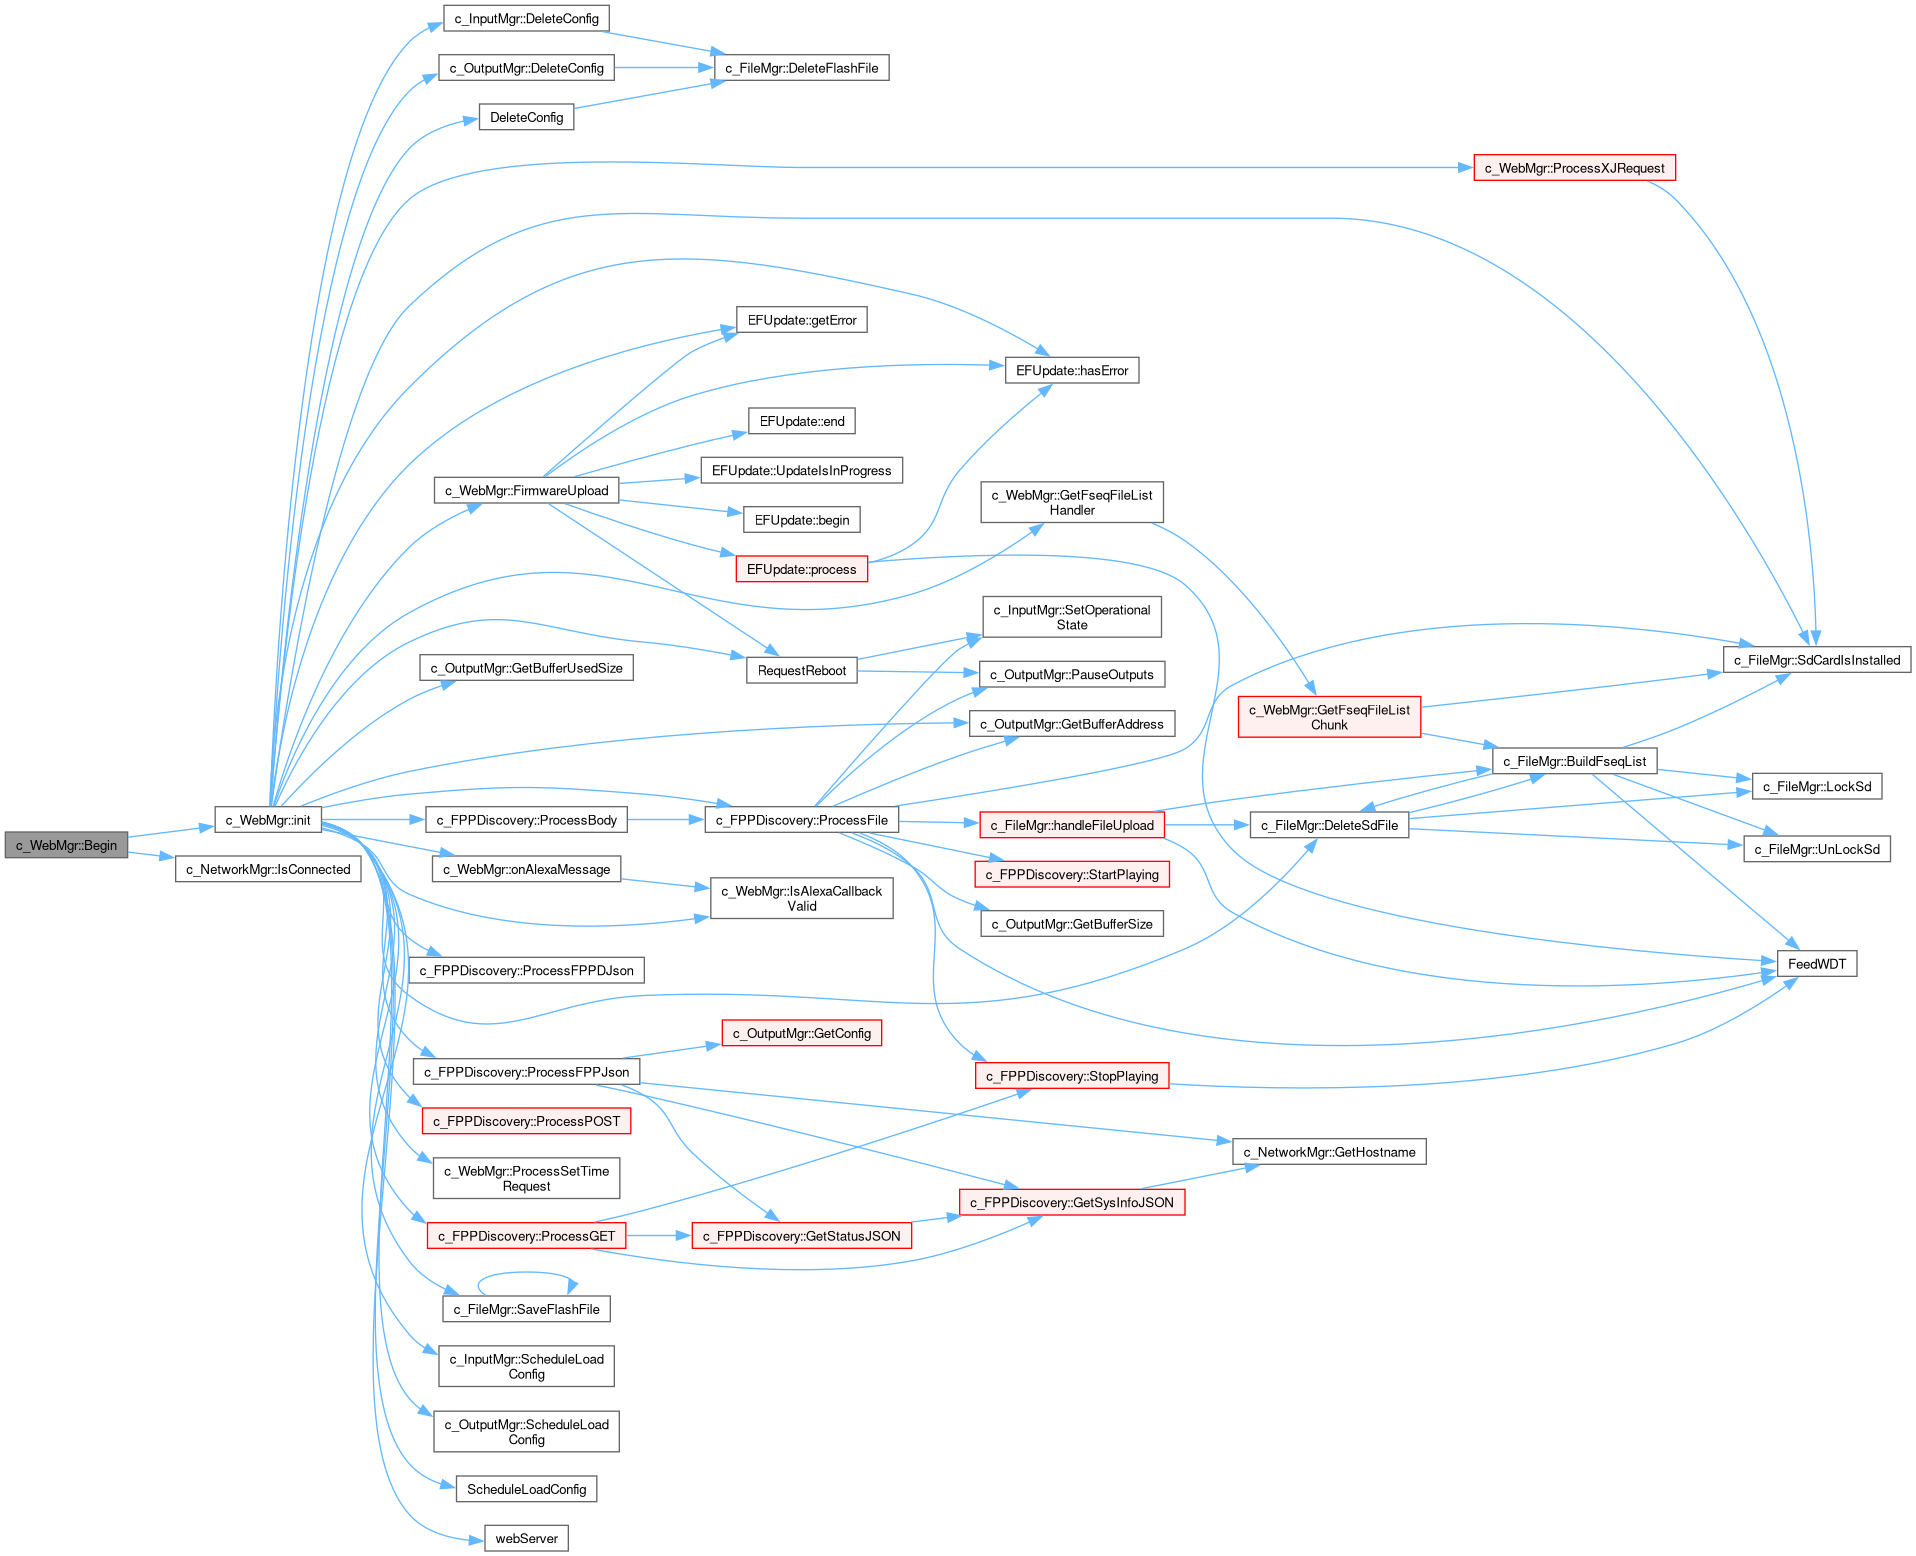 c_InputMgr::DeleteConfig
c_OutputMgr::DeleteConfig
c_FileMgr::DeleteFlashFile
DeleteConfig
c_WebMgr::ProcessXJRequest
EFUpdate::getError
EFUpdate::hasError
EFUpdate::end
EFUpdate::UpdateIsInProgress
c_WebMgr::FirmwareUpload
c_WebMgr::GetFseqFileList
Handler
EFUpdate::begin
EFUpdate::process
c_InputMgr::SetOperational
State
c_OutputMgr::GetBufferUsedSize
RequestReboot
c_OutputMgr::PauseOutputs
c_FileMgr::SdCardIsInstalled
c_OutputMgr::GetBufferAddress
c_WebMgr::GetFseqFileList
Chunk
c_FileMgr::BuildFseqList
c_FileMgr::LockSd
c_WebMgr::init
c_FPPDiscovery::ProcessBody
c_FPPDiscovery::ProcessFile
c_FileMgr::handleFileUpload
c_FileMgr::DeleteSdFile
c_FileMgr::UnLockSd
c_WebMgr::Begin
c_NetworkMgr::IsConnected
c_WebMgr::onAlexaMessage
c_WebMgr::IsAlexaCallback
Valid
c_FPPDiscovery::StartPlaying
c_OutputMgr::GetBufferSize
c_FPPDiscovery::ProcessFPPDJson
FeedWDT
c_OutputMgr::GetConfig
c_FPPDiscovery::ProcessFPPJson
c_FPPDiscovery::StopPlaying
c_FPPDiscovery::ProcessPOST
c_NetworkMgr::GetHostname
c_WebMgr::ProcessSetTime
Request
c_FPPDiscovery::GetSysInfoJSON
c_FPPDiscovery::ProcessGET
c_FPPDiscovery::GetStatusJSON
c_FileMgr::SaveFlashFile
c_InputMgr::ScheduleLoad
Config
c_OutputMgr::ScheduleLoad
Config
ScheduleLoadConfig
webServer